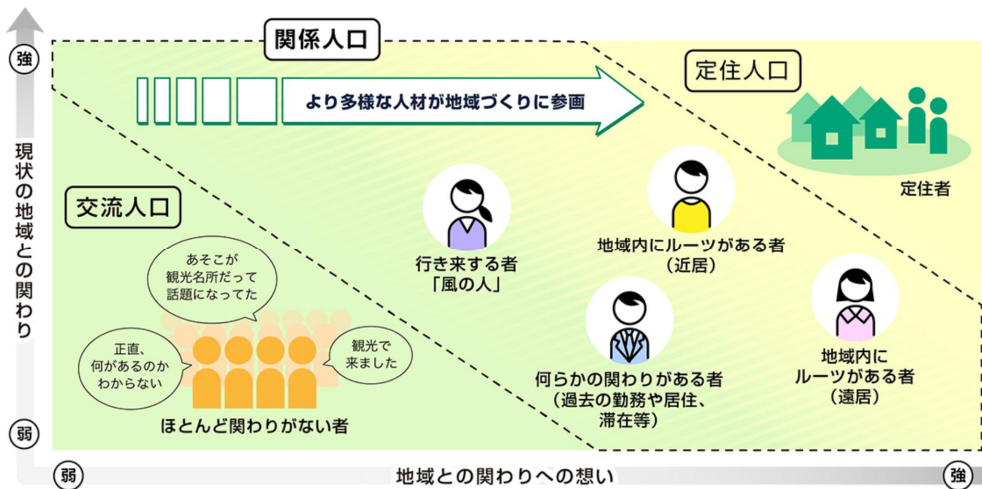 強
関係人口
定住人口
より多様な人材が地域づくりに参画
現状の地域との関わり
定住者
交流人口
あそこが
観光名所だって
話題になってた
行き来する者
「風の人」
地域内にルーツがある者
（近居）
正直、
何があるのか
わからない
観光で
来ました
ほとんど関わりがない者
何らかの関わりがある者
（過去の勤務や居住、
滞在等）
地域内に
ルーツがある者
（遠居）
弱
弱
地域との関わりへの想い
強